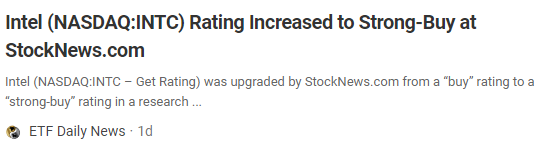 Intel (NASDAQ:INTC) Rating Increased to Strong-Buy at
StockNews.com
Intel (NASDAQ:INTC – Get Rating) was upgraded by StockNews.com from a “buy” rating to a
“strong-buy” rating in a research ...
ETF Daily News · 1d